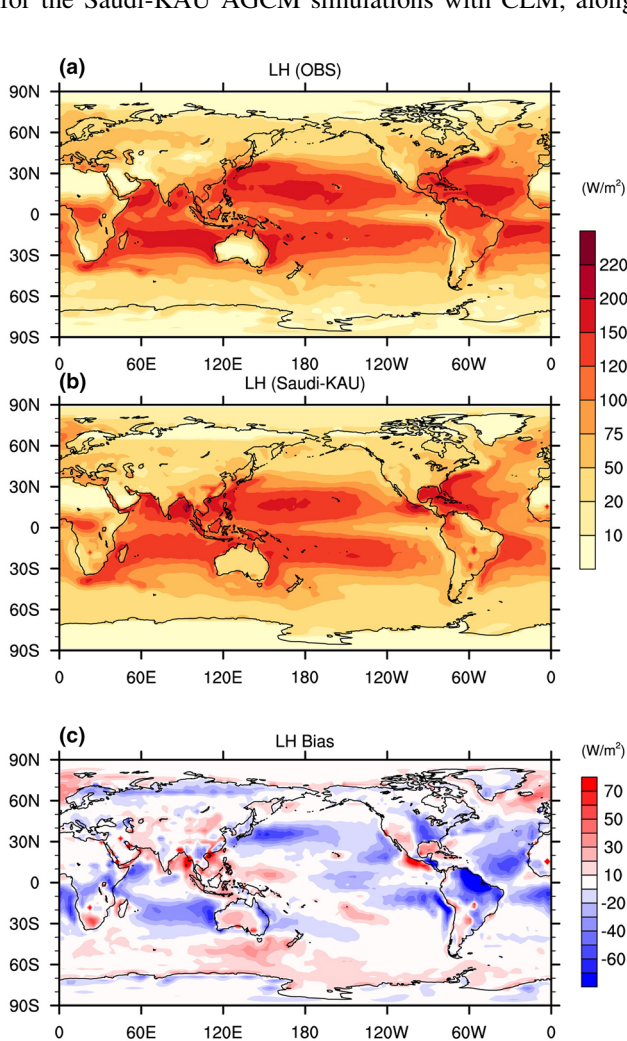 for the Saudi-KAU AGCM simulations with CLM, along
(a)
LH (OBS)
90N
60N
30N
0
30S
60S
90S
0 60E 120E 180 120W 60W 0
(W/m²)
220
200
150
120
100
75
50
20
10
(b)
LH (Saudi-KAU)
90N
60N
30N
0
30S
60S
90S
0 60E 120E 180 120W 60W 0
(c)
LH Bias
90N
60N
30N
0
30S
60S
90S
0 60E 120E 180 120W 60W 0
(W/m²)
70
50
30
10
-20
-40
-60